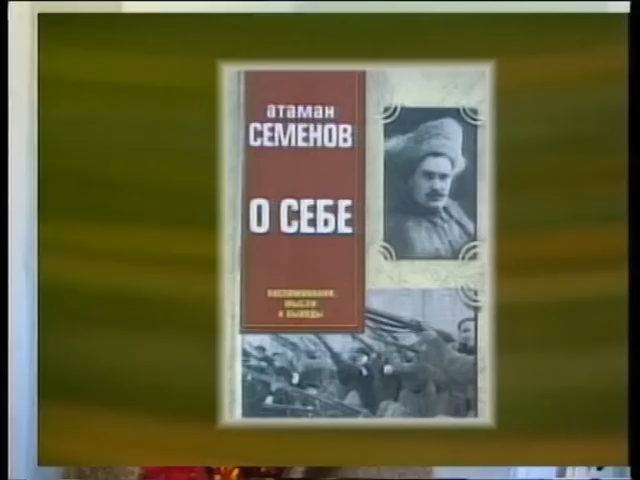 атаман
СЕМЕНОВ
О СЕБЕ
ВОСПОМИНАНИЯ,
МЫСЛИ
И ВЫВОДЫ